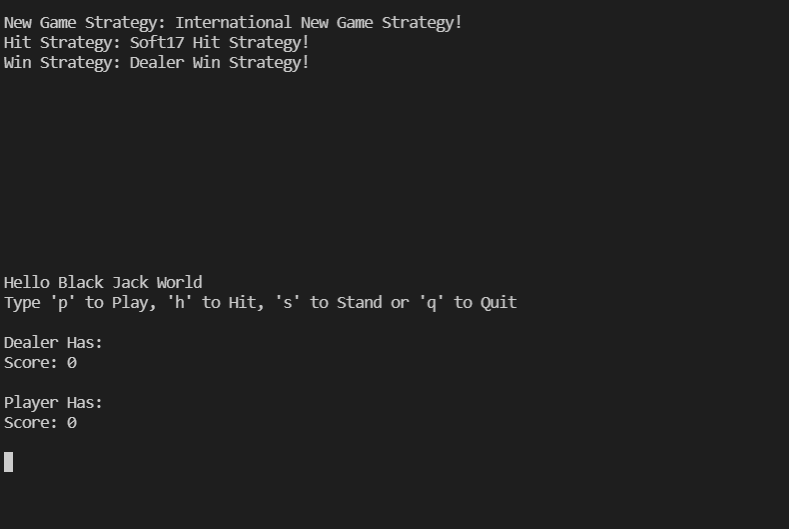 New Game Strategy: International New Game Strategy!
Hit Strategy: Soft17 Hit Strategy!
Win Strategy: Dealer Win Strategy!
Hello Black Jack World
Type 'p' to Play, 'h' to Hit, 's' to Stand or 'q' to Quit
Dealer Has:
Score: 0
Player Has:
Score: 0